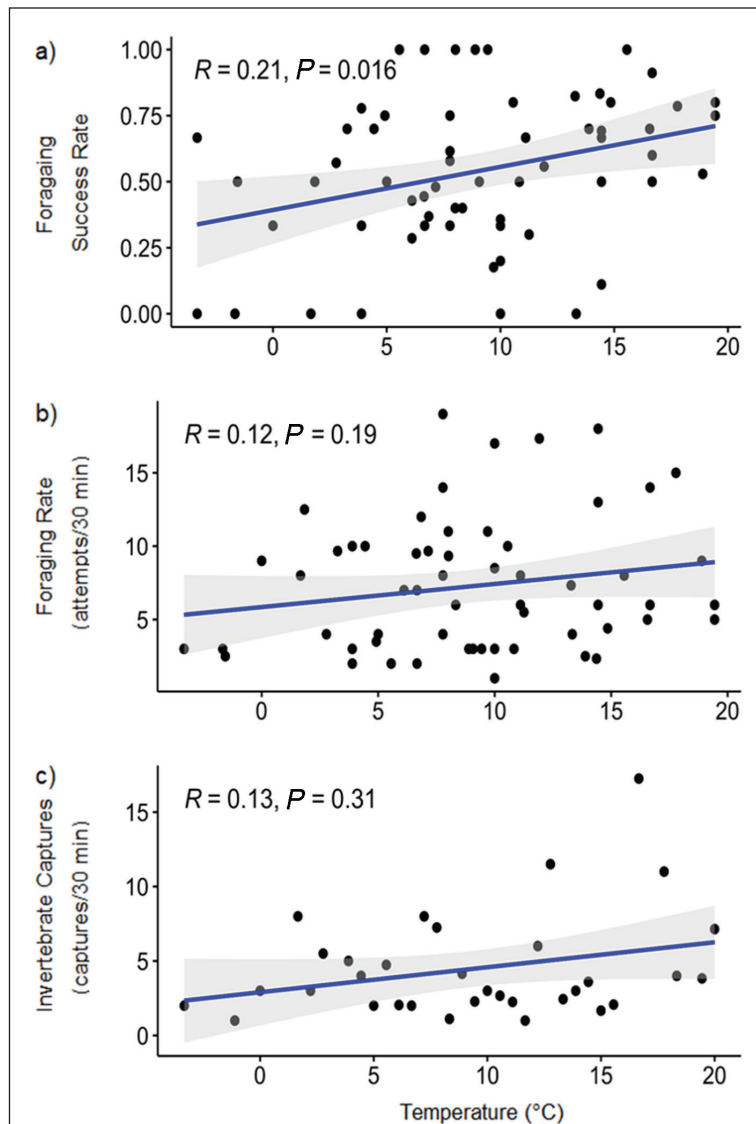 a)
R = 0.21, P = 0.016
Foragaing
Success Rate
1.00
0.75
0.50
0.25
0.00
0 5 10 15 20
b)
R = 0.12, P = 0.19
Foraging Rate
(attempts/30 min)
15
10
5
0 5 10 15 20
c)
R = 0.13, P = 0.31
Invertebrate Captures
(captures/30 min)
15
10
5
0
0 5 10 15 20
Temperature (°C)